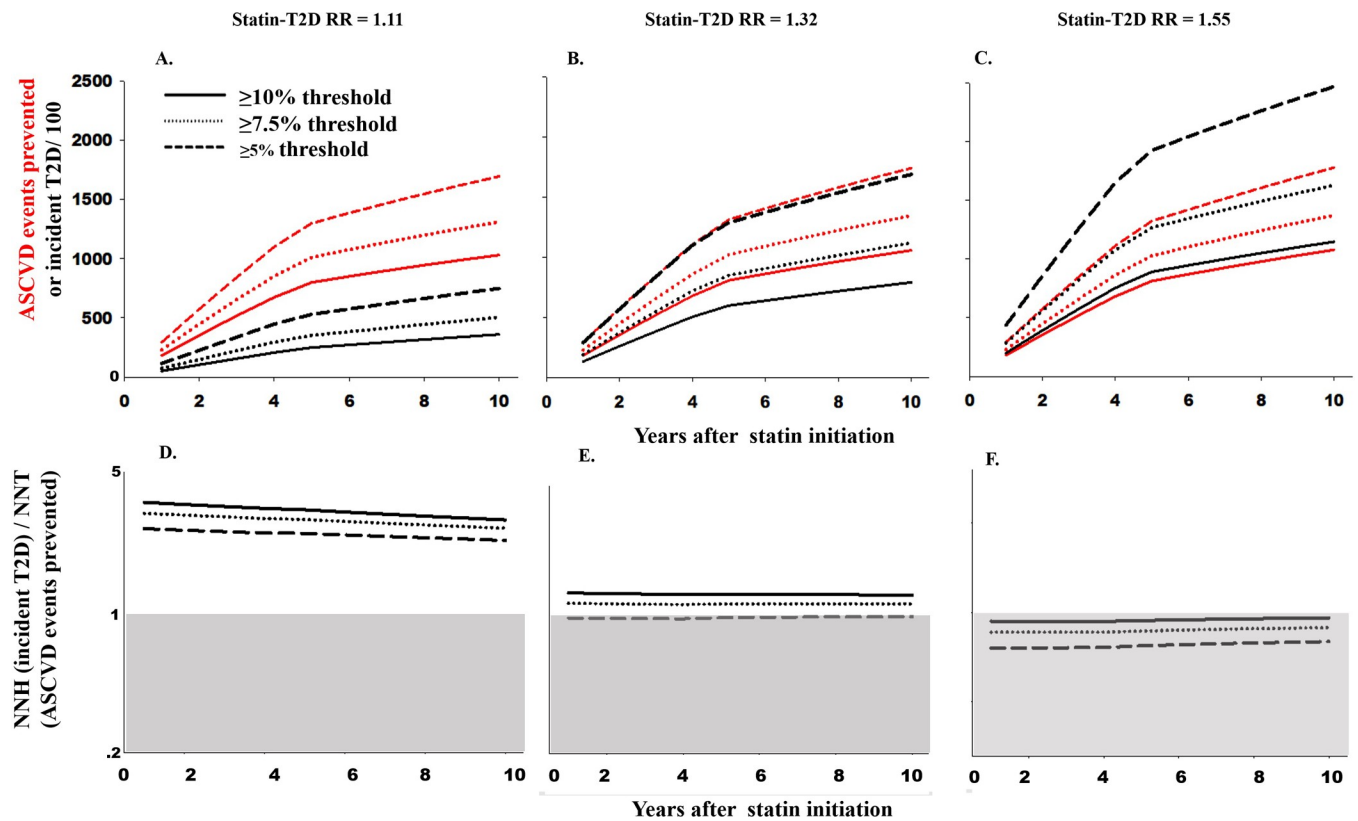 Statin-T2D RR = 1.11
Statin-T2D RR = 1.32
Statin-T2D RR = 1.55
A.
B.
C.
ASCVD events prevented
or incident T2D/ 100
2500
2000
1500
1000
500
0
≥10% threshold
≥7.5% threshold
≥5% threshold
0 2 4 6 8 10
0 2 4 6 8 10
0 2 4 6 8 10
Years after statin initiation
D.
E.
F.
NNH (incident T2D) / NNT
(ASCVD events prevented)
5
1
.2
0 2 4 6 8 10
0 2 4 6 8 10
0 2 4 6 8 10
Years after statin initiation